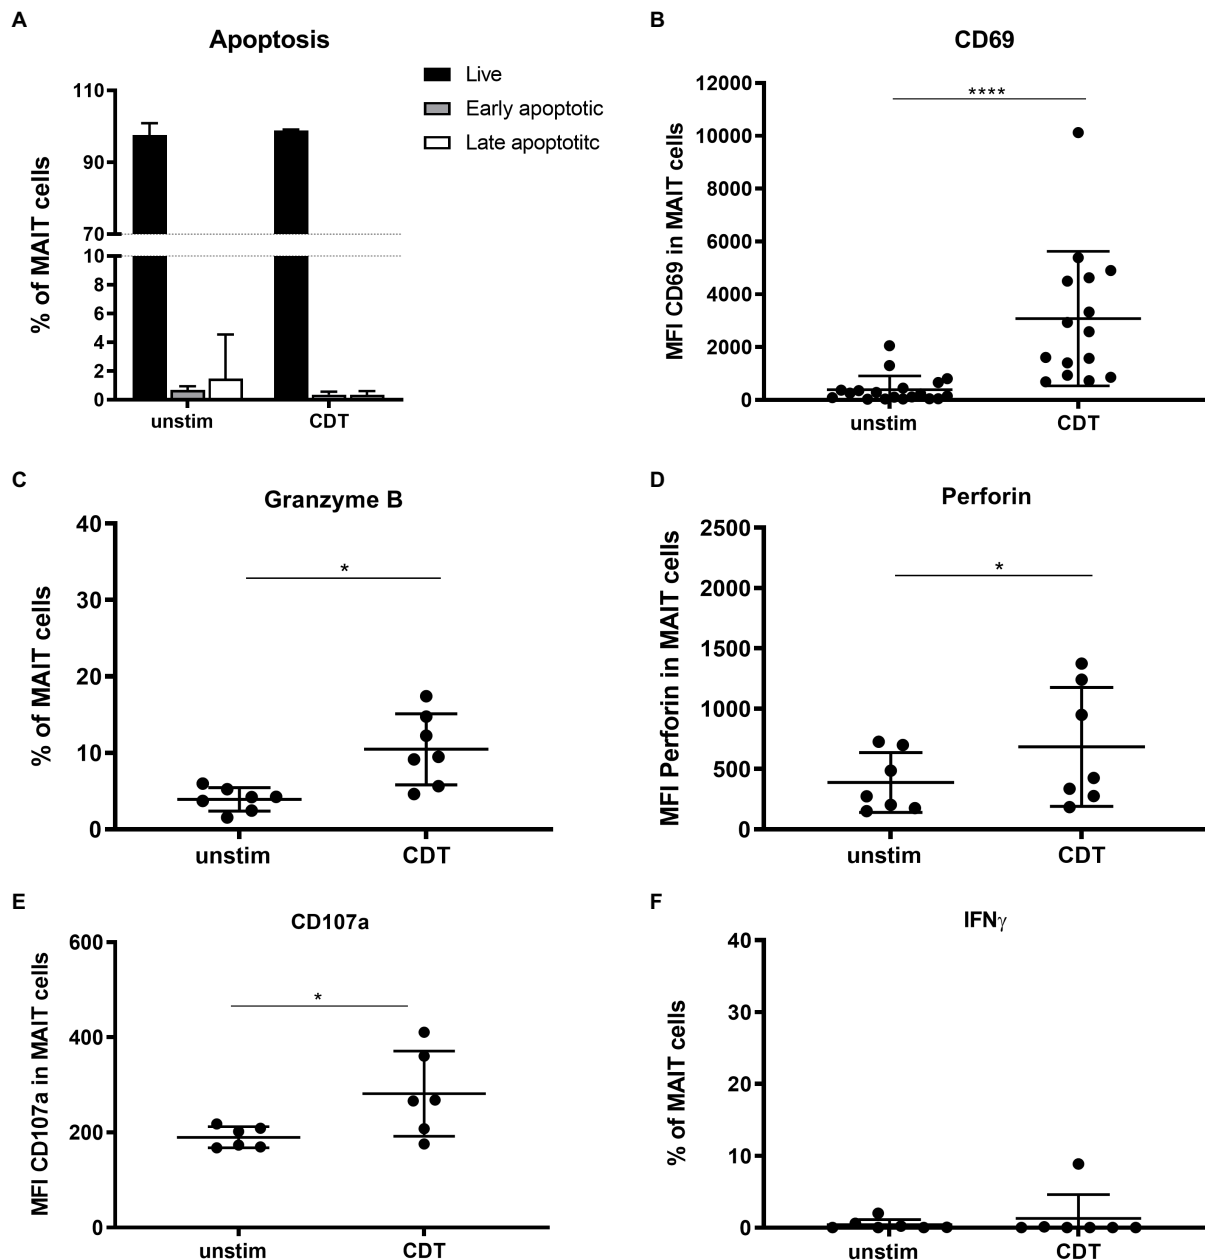 A
Apoptosis
Live
Early apoptotic
Late apoptotitc
% of MAIT cells
110
90
70
10
8
6
4
2
0
unstim
CDT
B
CD69
MFI CD69 in MAIT cells
12000
10000
8000
6000
4000
2000
0
****
unstim
CDT
C
Granzyme B
% of MAIT cells
40
30
20
10
0
*
unstim
CDT
D
Perforin
MFI Perforin in MAIT cells
2500
2000
1500
1000
500
0
*
unstim
CDT
E
CD107a
MFI CD107a in MAIT cells
600
400
200
0
*
unstim
CDT
F
IFNγ
% of MAIT cells
40
30
20
10
0
unstim
CDT